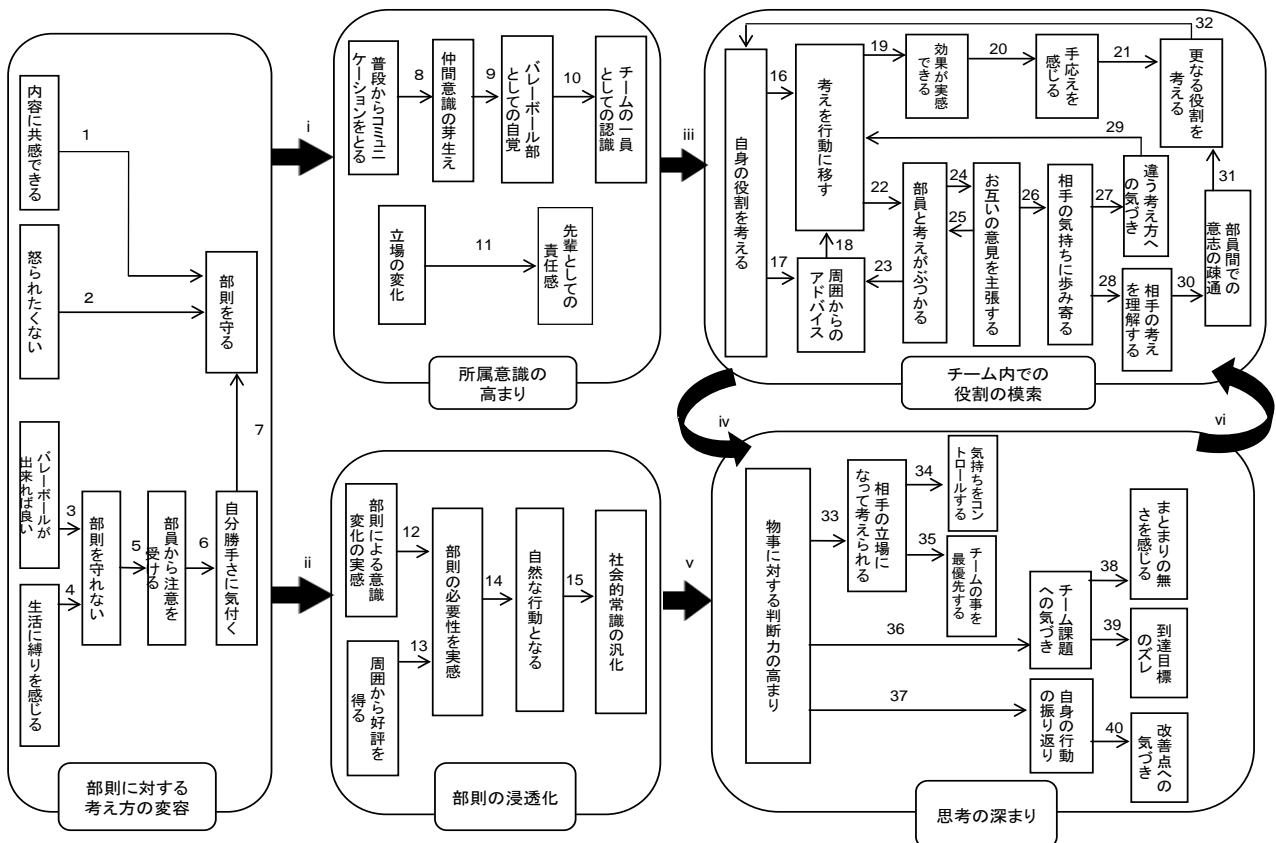 内容に共感できる
1
怒られたくない
2
部則を守る
7
バレーボールが
出来れば良い
3
生活に縛りを感じる
4
部則を守れない
5
部員から注意を
受ける
6
自分勝手さに気付く
部則に対する
考え方の変容
i
ii
普段からコミュニ
ケーションをとる
8
仲間意識の芽生え
9
バレーボール部
としての自覚
10
チームの一員
としての認識
立場の変化
11
先輩としての
責任感
所属意識の
高まり
部則による意識
変化の実感
12
周囲から好評を
得る
13
部則の必要性を実感
14
自然な行動となる
15
社会的常識の汎化
部則の浸透化
iii
v
自身の役割を考える
16
17
考えを行動に移す
18
周囲からの
アドバイス
19
効果が実感
できる
20
手応えを
感じる
21
更なる役割を
考える
32
29
22
23
部員と考えがぶつかる
24
25
お互いの意見を主張する
26
相手の気持ちに歩み寄る
27
違う考え方へ
の気づき
28
相手の考え
を理解する
30
部員間での
意志の疎通
31
チーム内での
役割の模索
iv
vi
物事に対する判断力の高まり
33
相手の立場に
なって考えられる
34
気持ちをコン
トロールする
35
チームの事を
最優先する
36
チーム課題
への気づき
38
まとまりの無
さを感じる
39
到達目標
のズレ
37
自身の行動
の振り返り
40
改善点への
気づき
思考の深まり